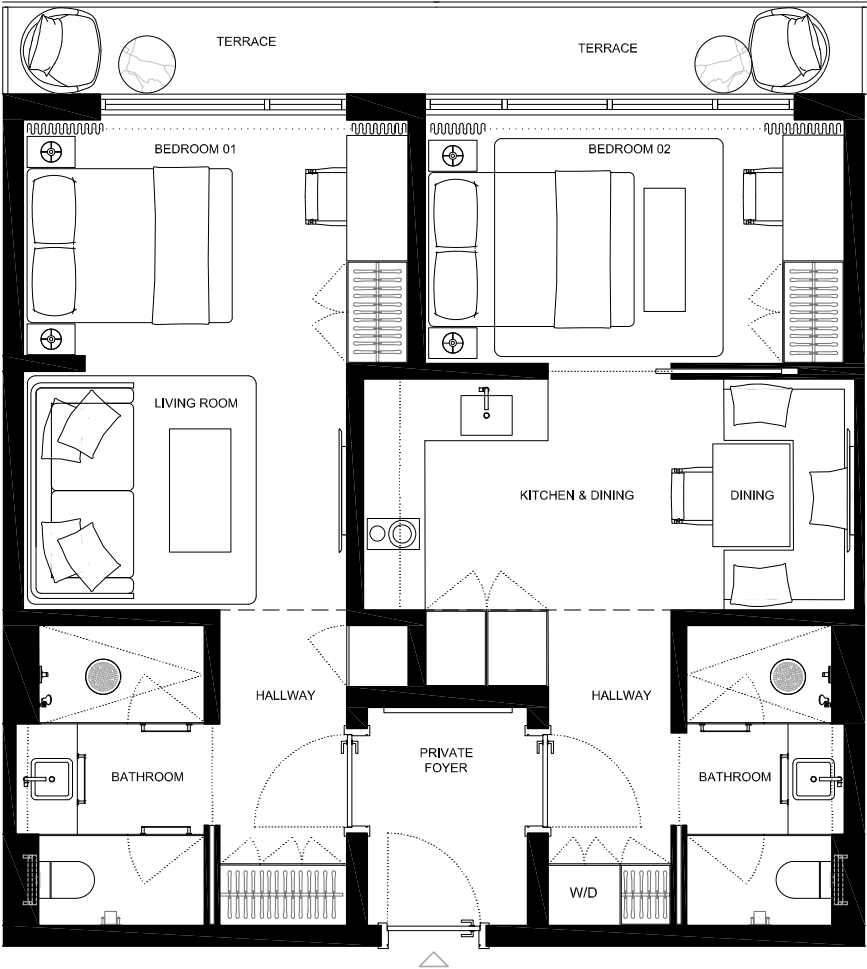 TERRACE
TERRACE
BEDROOM 01
BEDROOM 02
LIVING ROOM
KITCHEN & DINING
DINING
HALLWAY
HALLWAY
PRIVATE
FOYER
BATHROOM
BATHROOM
W/D